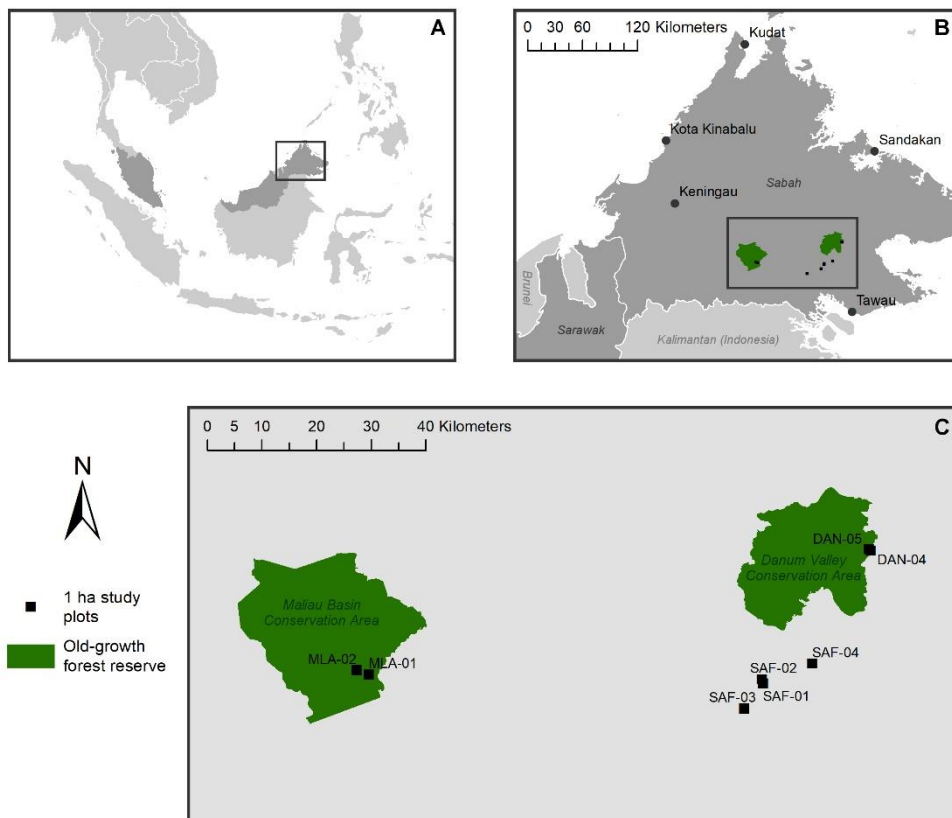 A
B
0 30 60 120 Kilometers
Kudat
Kota Kinabalu
Sandakan
Keningau
Sabah
Brunei
Tawau
Sarawak
Kalimantan (Indonesia)
C
0 5 10 20 30 40 Kilometers
N
1 ha study
plots
Old-growth
forest reserve
Maliau Basin
Conservation Area
MLA-02
MLA-01
DAN-05
DAN-04
Danum Valley
Conservation Area
SAF-04
SAF-02
SAF-01
SAF-03